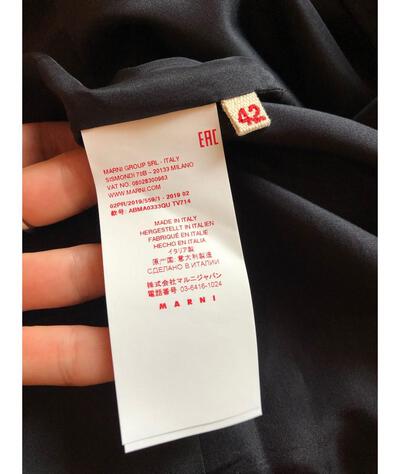 42
EAC
MARNI GROUP SRL - ITALY
SISMONDI 70B - 20133 MILANO
VAT NO: 08028300963
WWW.MARNI.COM
02PR/2019/559/1 - 2019 02
款号: ABMA0333QU TV714
MADE IN ITALY
HERGESTELLT IN ITALIEN
FABRIQUÉ EN ITALIE
HECHO EN ITALIA
イタリア製
原产国: 意大利製造
СДЕЛАНО В ИТАЛИИ
株式会社マルニジャパン
電話番号 03-6416-1024
MARNI